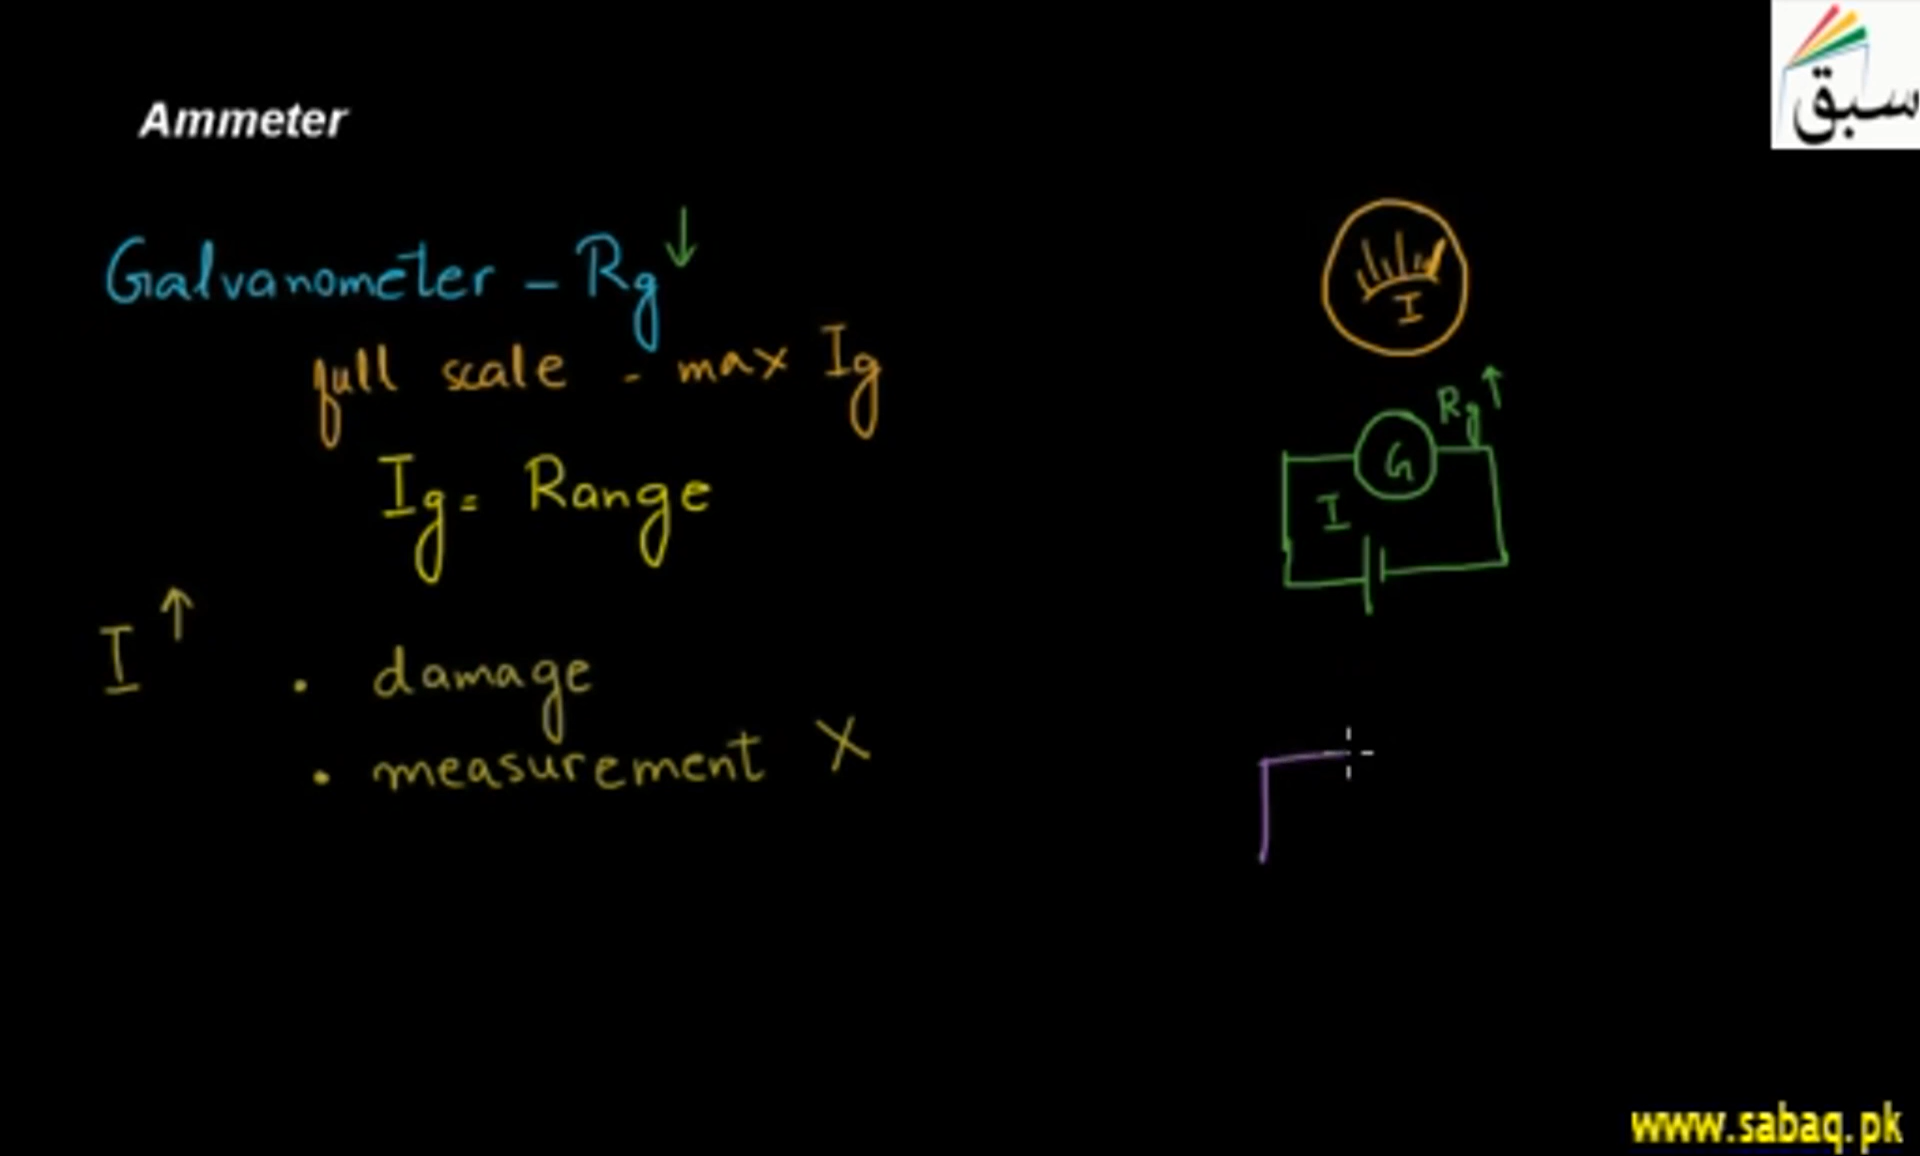 سبق
Ammeter
Galvanometer - Rg ↓
full scale - max Ig
Ig = Range
I ↑
• damage
• measurement X
I
Rg ↑
G
I
www.sabaq.pk